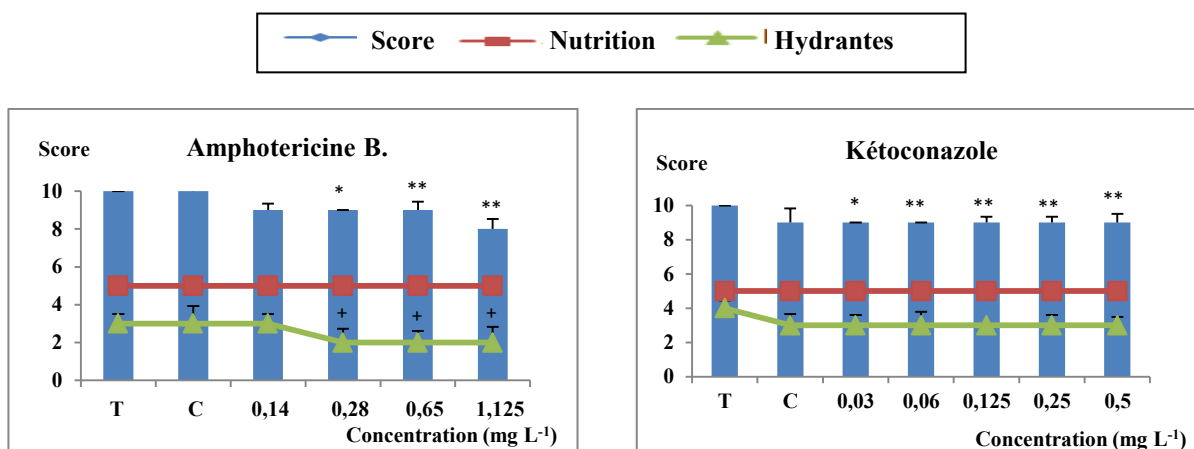 Score Nutrition Hydrantes
Score Amphotericine B.
* ** **
10
8
6
4
2
0
+ + +
T C 0,14 0,28 0,65 1,125
Concentration (mg L-1)
Score Kétoconazole
* ** ** ** **
10
8
6
4
2
0
T C 0,03 0,06 0,125 0,25 0,5
Concentration (mg L-1)